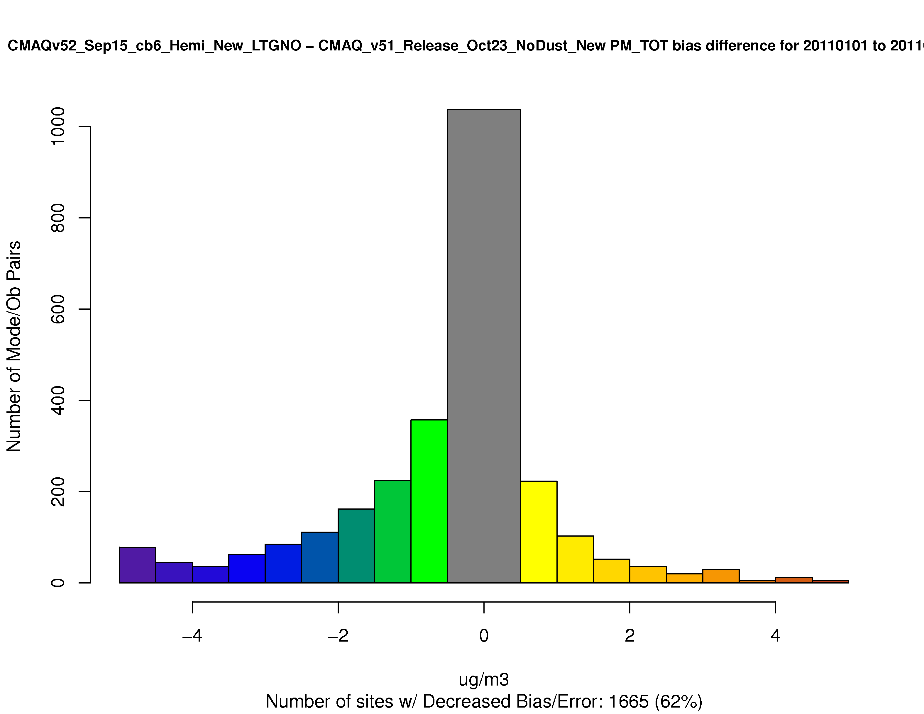 CMAQv52_Sep15_cb6_Hemi_New_LTGNO – CMAQ_v51_Release_Oct23_NoDust_New PM_TOT bias difference for 20110101 to 2011
Number of Mode/Ob Pairs
1000
800
600
400
200
0
−4 −2 0 2 4
ug/m3
Number of sites w/ Decreased Bias/Error: 1665 (62%)